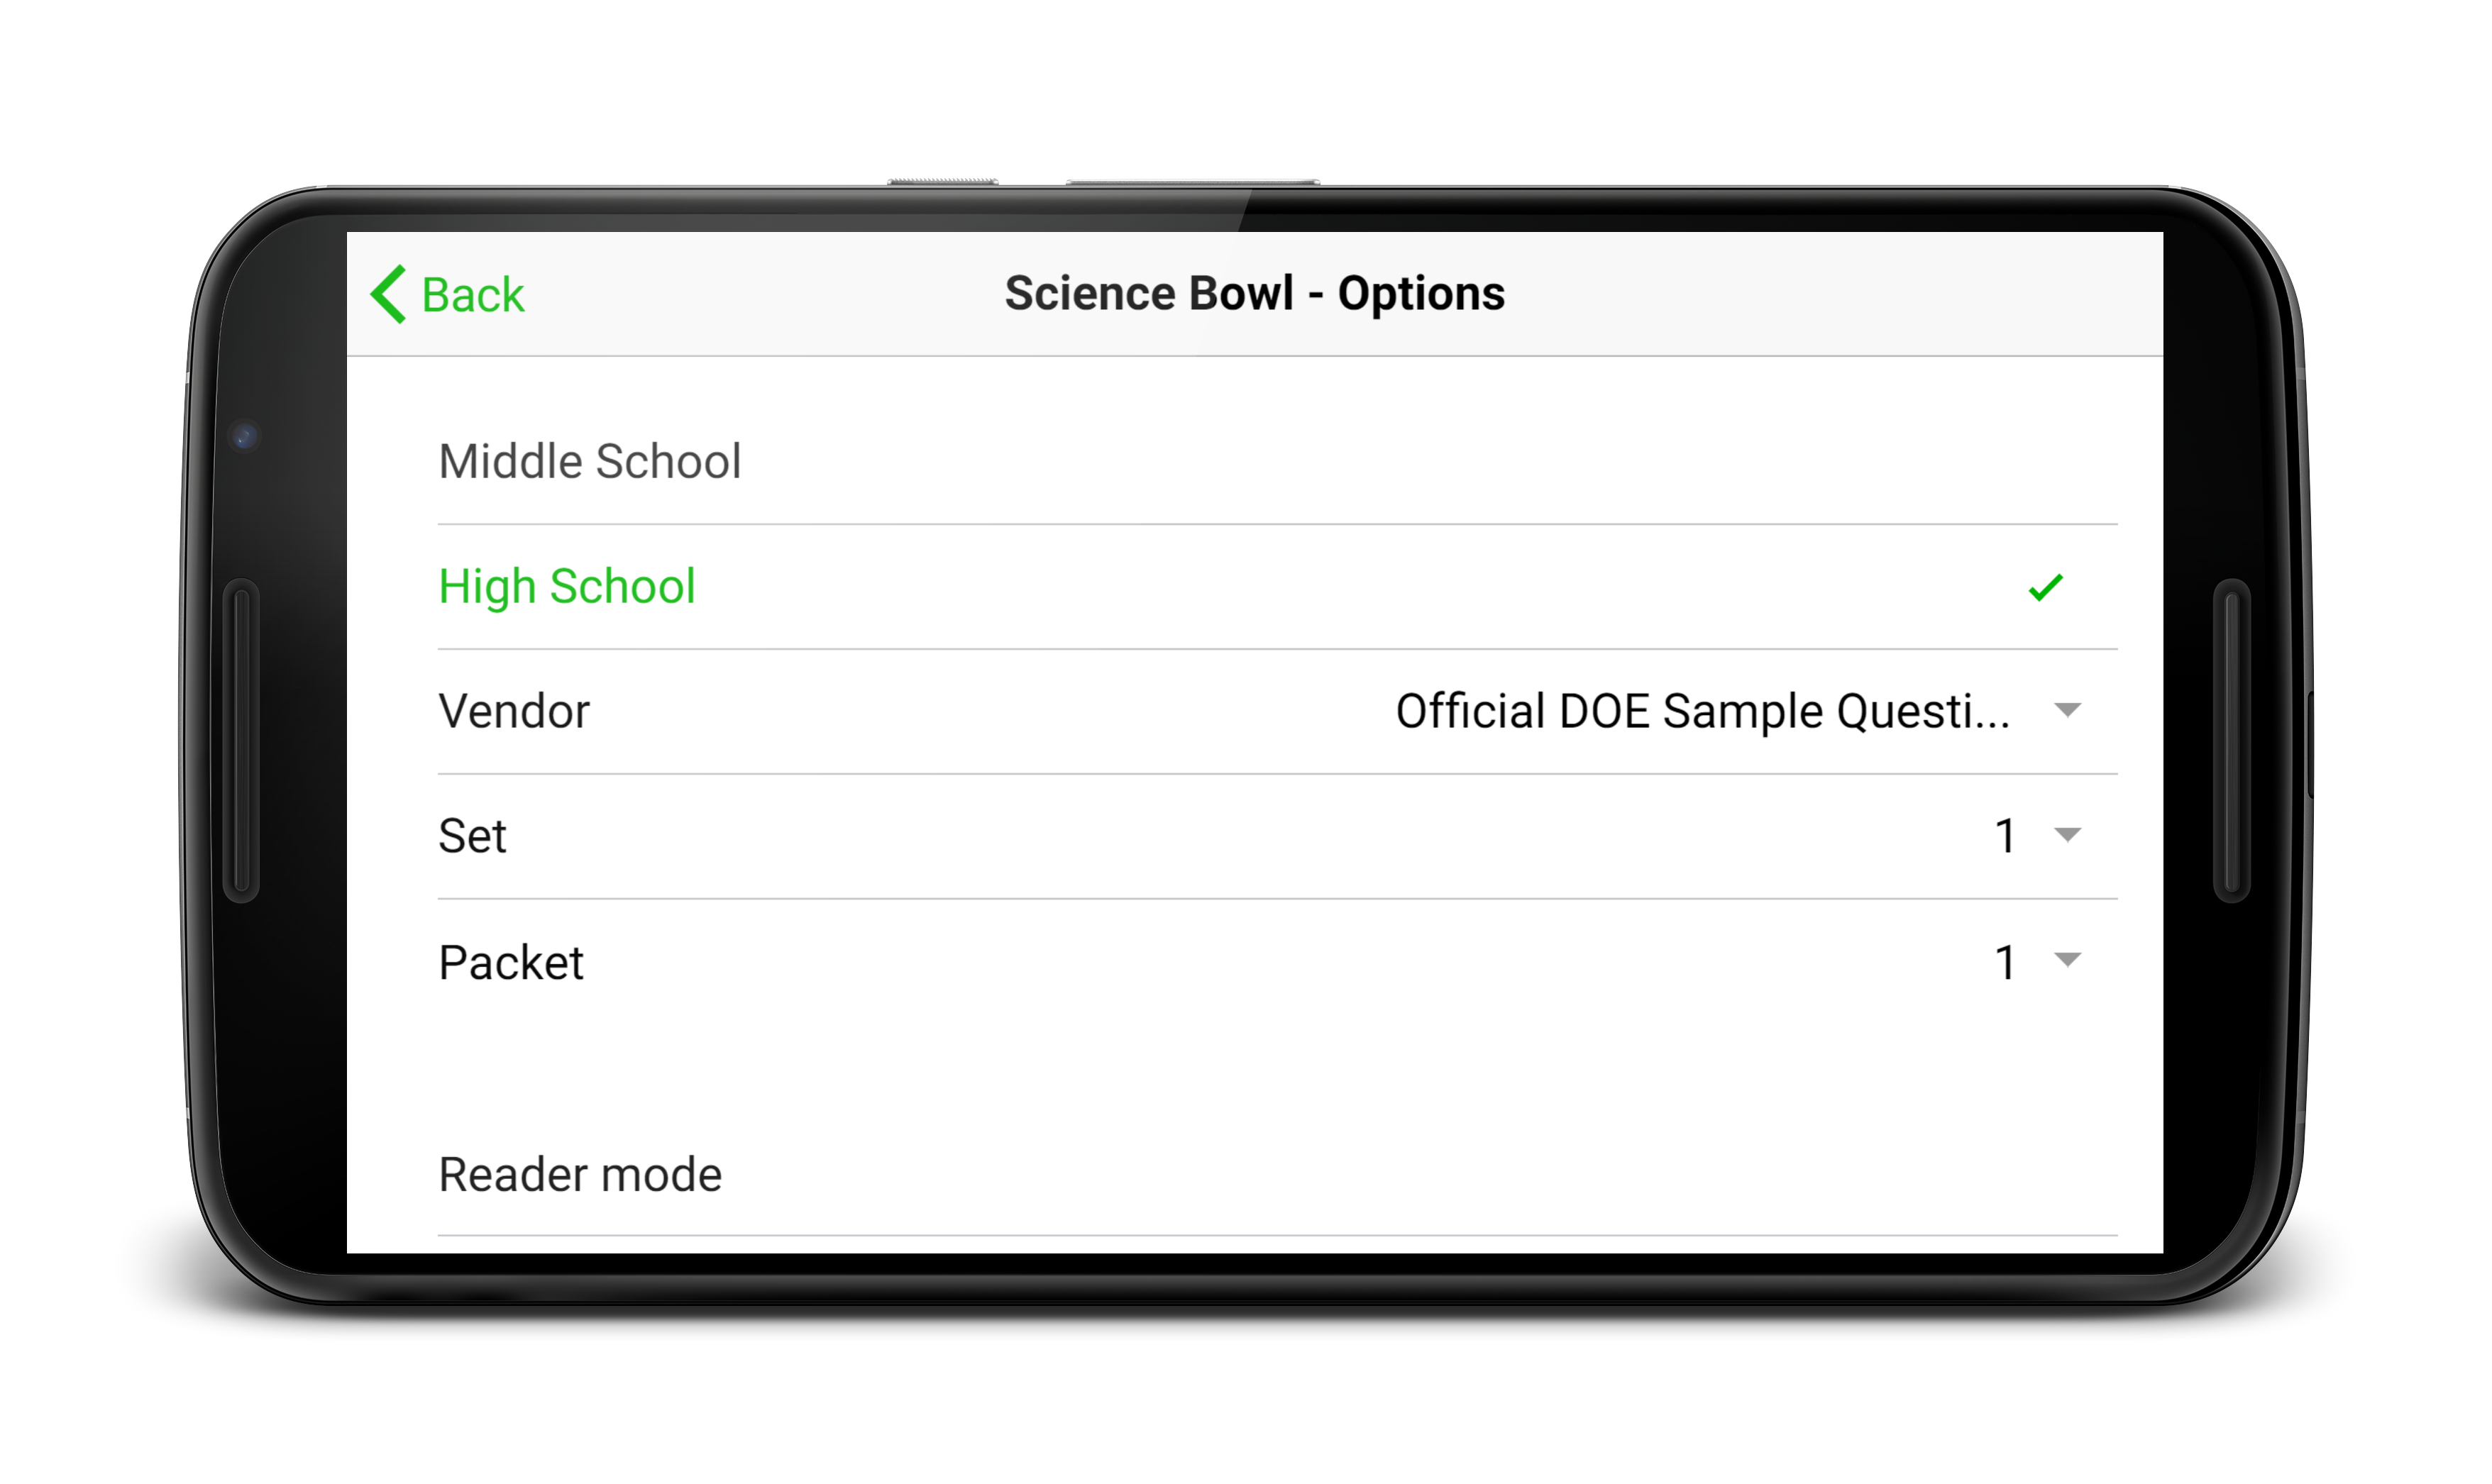 Back
Science Bowl - Options
Middle School
High School
Vendor
Official DOE Sample Questi...
Set
1
Packet
1
Reader mode